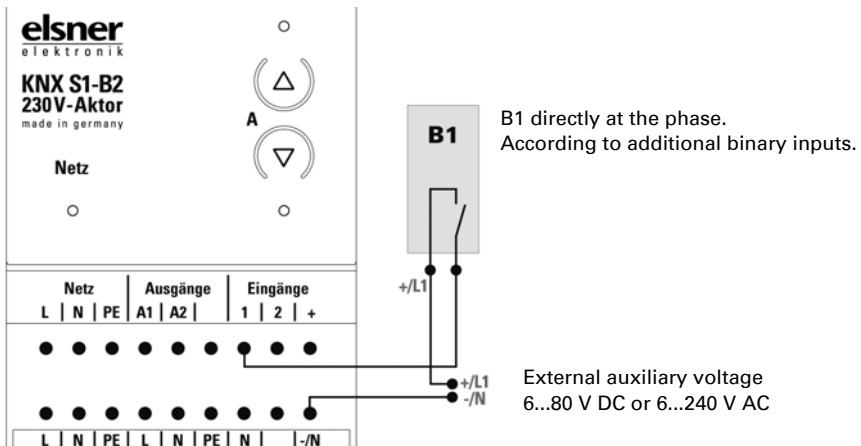 elsner
elektronik
KNX S1-B2
230V-Aktor
made in germany
A
Netz
B1
B1 directly at the phase.
According to additional binary inputs.
+/L1
Netz | Ausgänge | Eingänge
L | N | PE | A1 | A2 | | 1 | 2 | +
+/L1
-/N
External auxiliary voltage
6...80 V DC or 6...240 V AC
L | N | PE | L | N | PE | N | | -/N